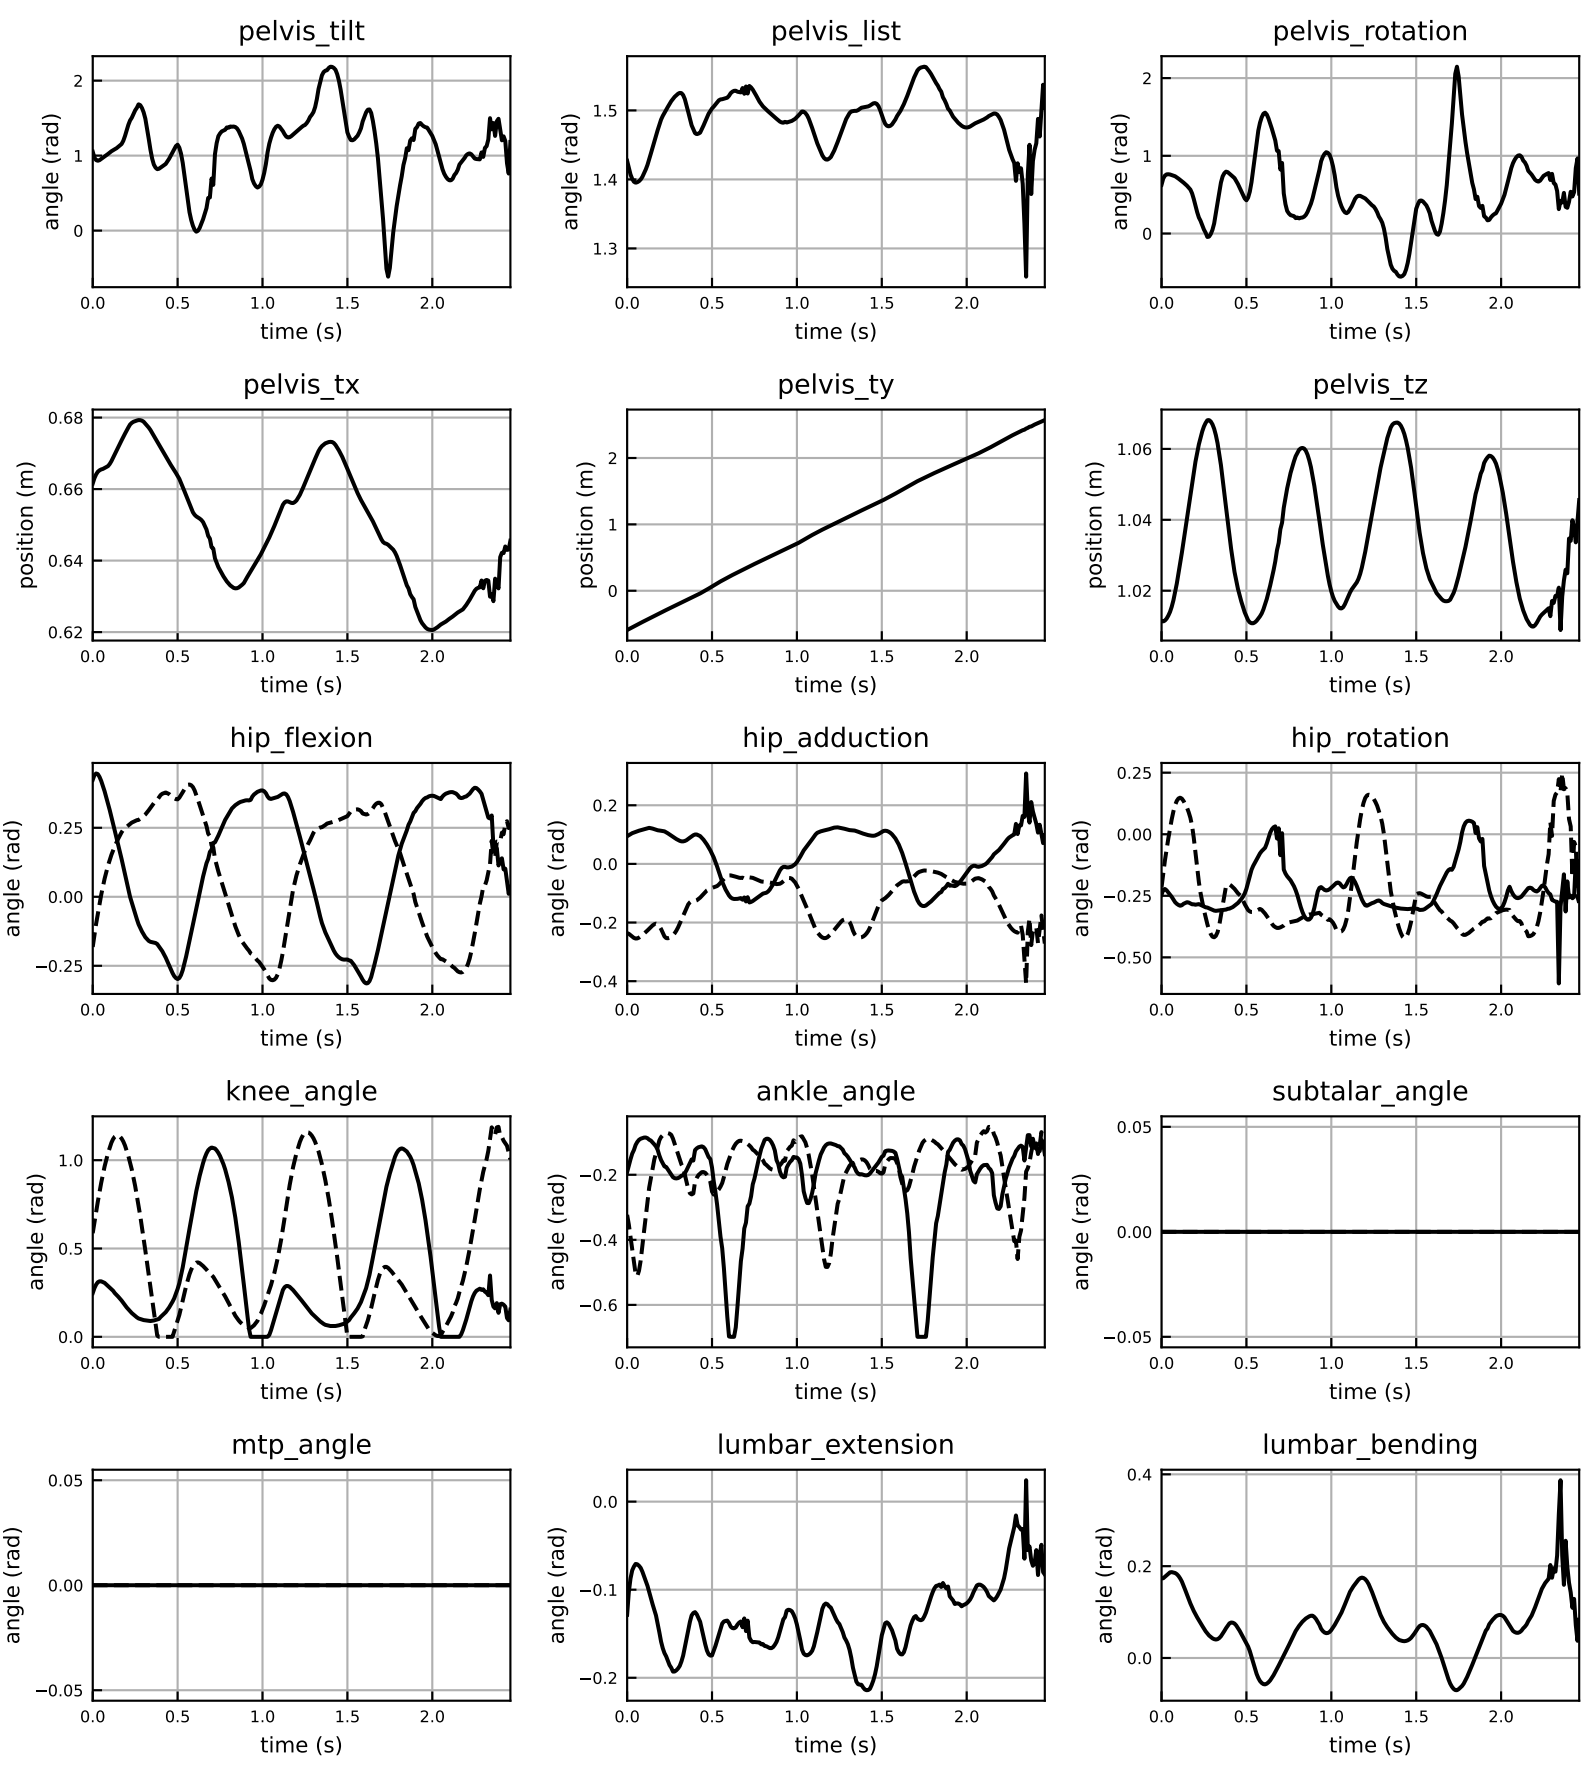 pelvis_tilt
angle (rad)
2
1
0
0.0 0.5 1.0 1.5 2.0
time (s)
pelvis_list
angle (rad)
1.5
1.4
1.3
0.0 0.5 1.0 1.5 2.0
time (s)
pelvis_rotation
angle (rad)
2
1
0
0.0 0.5 1.0 1.5 2.0
time (s)
pelvis_tx
position (m)
0.68
0.66
0.64
0.62
0.0 0.5 1.0 1.5 2.0
time (s)
pelvis_ty
position (m)
2
1
0
0.0 0.5 1.0 1.5 2.0
time (s)
pelvis_tz
position (m)
1.06
1.04
1.02
0.0 0.5 1.0 1.5 2.0
time (s)
hip_flexion
angle (rad)
0.25
0.00
−0.25
0.0 0.5 1.0 1.5 2.0
time (s)
hip_adduction
angle (rad)
0.2
0.0
−0.2
−0.4
0.0 0.5 1.0 1.5 2.0
time (s)
hip_rotation
angle (rad)
0.25
0.00
−0.25
−0.50
0.0 0.5 1.0 1.5 2.0
time (s)
knee_angle
angle (rad)
1.0
0.5
0.0
0.0 0.5 1.0 1.5 2.0
time (s)
ankle_angle
angle (rad)
−0.2
−0.4
−0.6
0.0 0.5 1.0 1.5 2.0
time (s)
subtalar_angle
angle (rad)
0.05
0.00
−0.05
0.0 0.5 1.0 1.5 2.0
time (s)
mtp_angle
angle (rad)
0.05
0.00
−0.05
0.0 0.5 1.0 1.5 2.0
time (s)
lumbar_extension
angle (rad)
0.0
−0.1
−0.2
0.0 0.5 1.0 1.5 2.0
time (s)
lumbar_bending
angle (rad)
0.4
0.2
0.0
0.0 0.5 1.0 1.5 2.0
time (s)